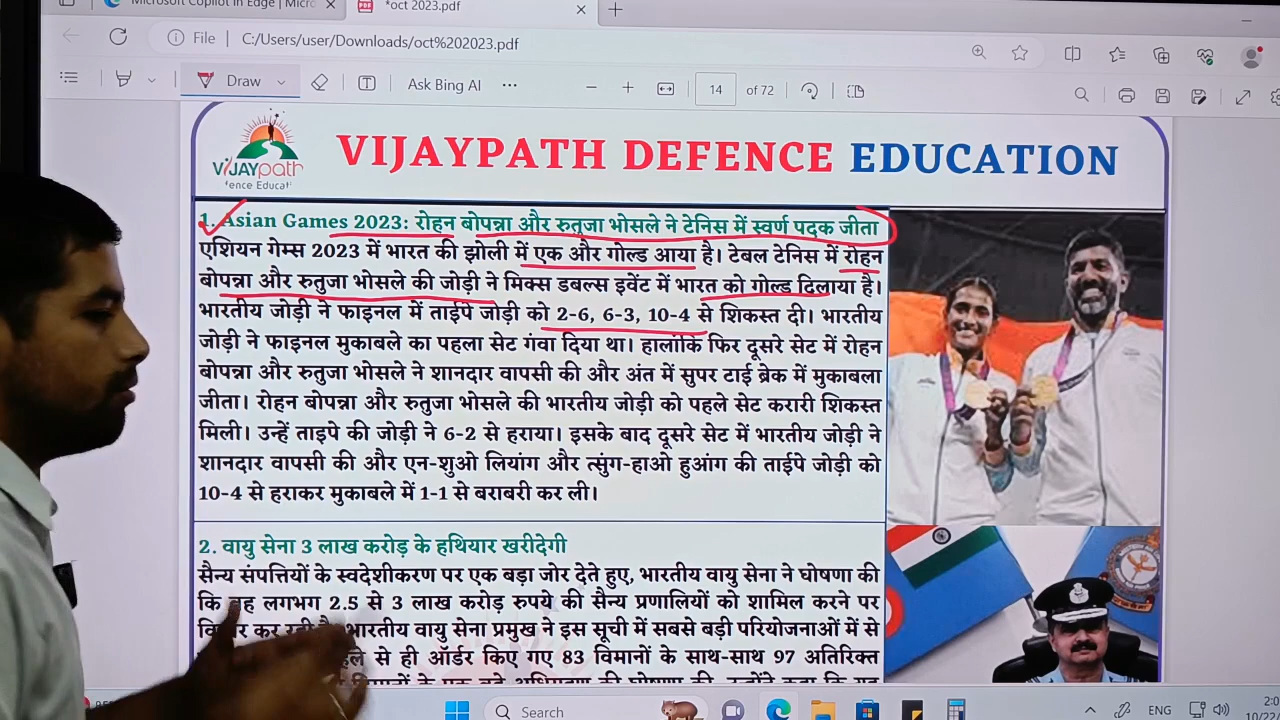 Microsoft Copilot in Edge | Micro
*oct 2023.pdf
File | C:/Users/user/Downloads/oct%202023.pdf
Draw
Ask Bing AI
14 of 72
VIJAYpath
VIJAYPATH DEFENCE EDUCATION
1. Asian Games 2023: रोहन बोपन्ना और रुतुजा भोसले ने टेनिस में स्वर्ण पदक जीता
एशियन गेम्स 2023 में भारत की झोली में एक और गोल्ड आया है। टेबल टेनिस में रोहन
बोपन्ना और रुतुजा भोसले की जोड़ी ने मिक्स डबल्स इवेंट में भारत को गोल्ड दिलाया है।
भारतीय जोड़ी ने फाइनल में ताईपे जोड़ी को 2-6, 6-3, 10-4 से शिकस्त दी। भारतीय
जोड़ी ने फाइनल मुकाबले का पहला सेट गंवा दिया था। हालांकि फिर दूसरे सेट में रोहन
बोपन्ना और रुतुजा भोसले ने शानदार वापसी की और अंत में सुपर टाई ब्रेक में मुकाबला
जीता। रोहन बोपन्ना और रुतुजा भोसले की भारतीय जोड़ी को पहले सेट करारी शिकस्त
मिली। उन्हें ताइपे की जोड़ी ने 6-2 से हराया। इसके बाद दूसरे सेट में भारतीय जोड़ी ने
शानदार वापसी की और एन-शुओ लियांग और त्सुंग-हाओ हुआंग की ताईपे जोड़ी को
10-4 से हराकर मुकाबले में 1-1 से बराबरी कर ली।
2. वायु सेना 3 लाख करोड़ के हथियार खरीदेगी
सैन्य संपत्तियों के स्वदेशीकरण पर एक बड़ा जोर देते हुए, भारतीय वायु सेना ने घोषणा की
कि वह लगभग 2.5 से 3 लाख करोड़ रुपये की सैन्य प्रणालियों को शामिल करने पर
कर रही है। भारतीय वायु सेना प्रमुख ने इस सूची में सबसे बड़ी परियोजनाओं में से
से ही ऑर्डर किए गए 83 विमानों के साथ-साथ 97 अतिरिक्त
Search
ENG